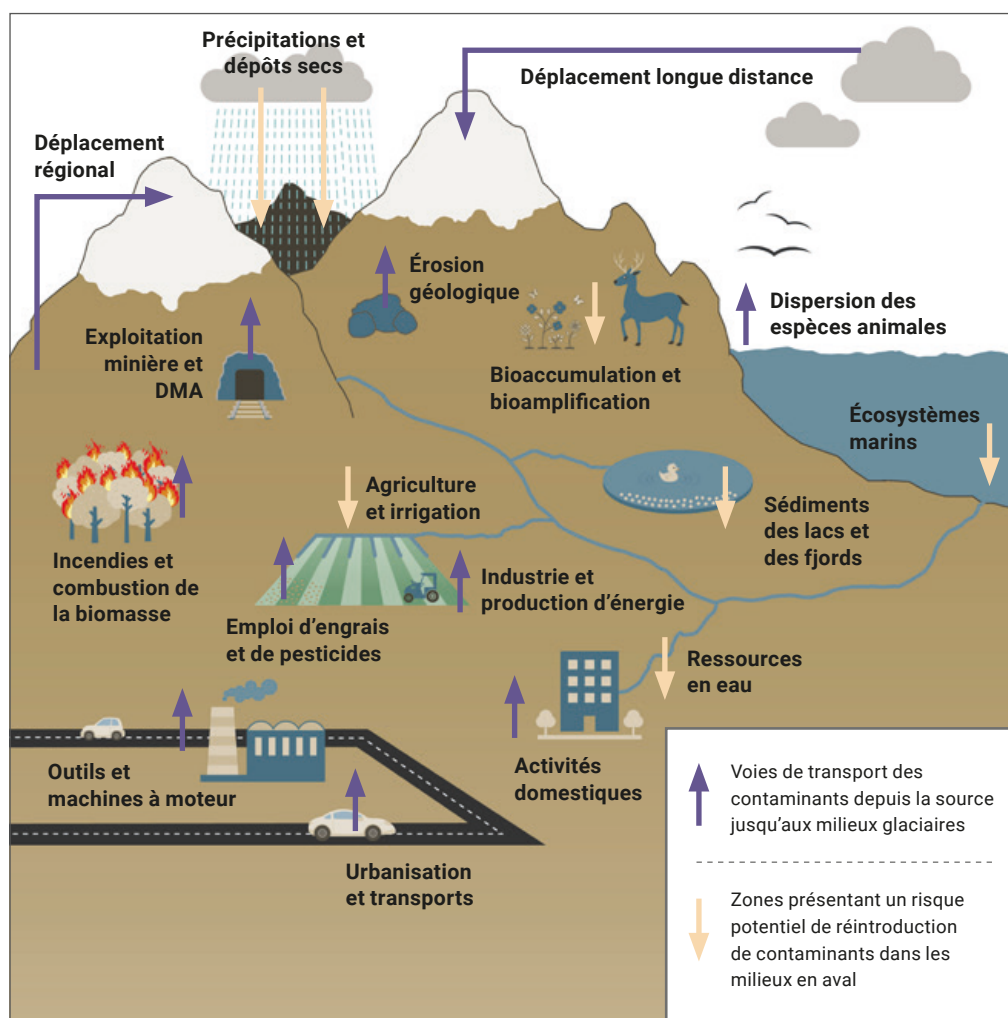 Précipitations et
dépôts secs
Déplacement longue distance
Déplacement
régional
Érosion
géologique
Dispersion des
espèces animales
Exploitation
minière et
DMA
Bioaccumulation et
bioamplification
Écosystèmes
marins
Agriculture
et irrigation
Sédiments
des lacs et
des fjords
Incendies et
combustion de
la biomasse
Industrie et
production d'énergie
Emploi d'engrais
et de pesticides
Ressources
en eau
Outils et
machines à moteur
Activités
domestiques
Urbanisation
et transports
Voies de transport des
contaminants depuis la source
jusqu'aux milieux glaciaires
Zones présentant un risque
potentiel de réintroduction
de contaminants dans les
milieux en aval